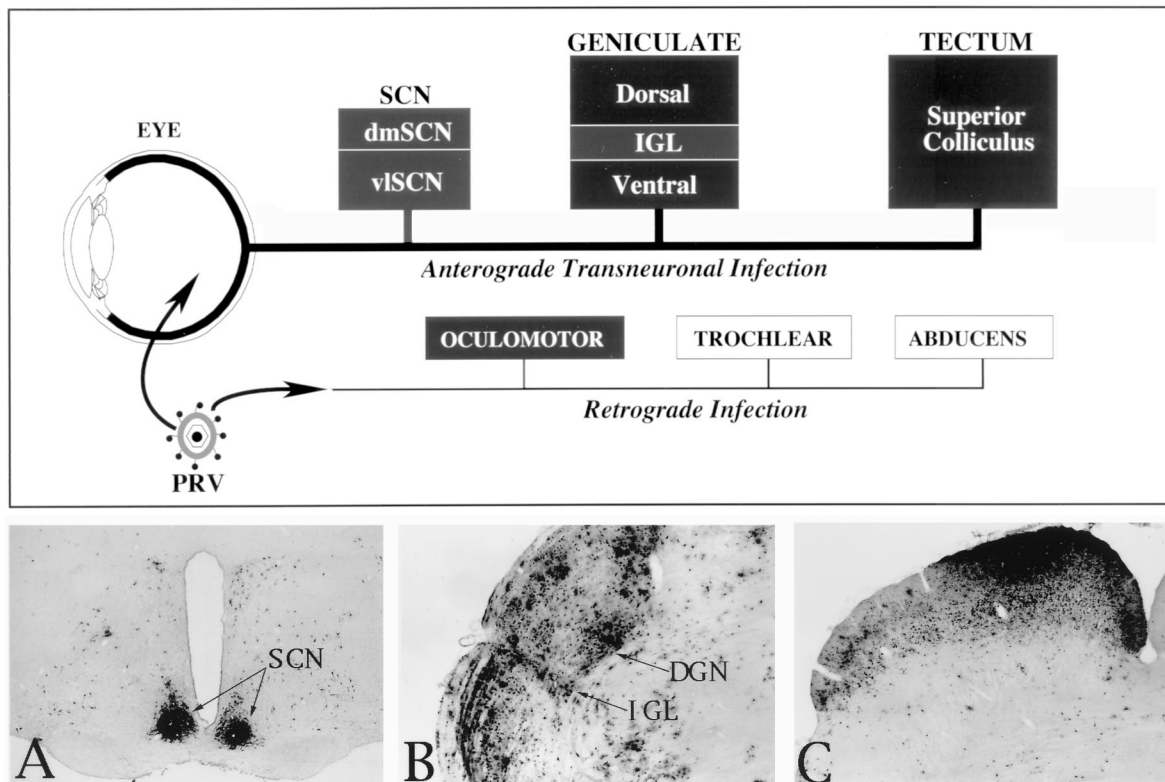 GENICULATE
TECTUM
SCN
EYE
Dorsal
dmSCN
IGL
vlSCN
Ventral
Superior
Colliculus
Anterograde Transneuronal Infection
OCULOMOTOR
TROCHLEAR
ABDUCENS
Retrograde Infection
PRV
SCN
A
DGN
IGL
B
C